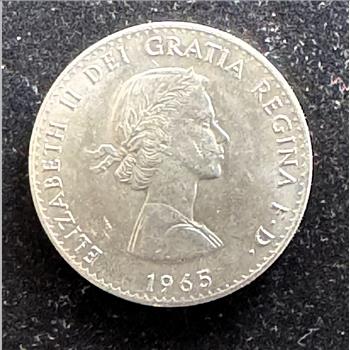 ELIZABETH II DEI GRATIA REGINA F.D.
1965